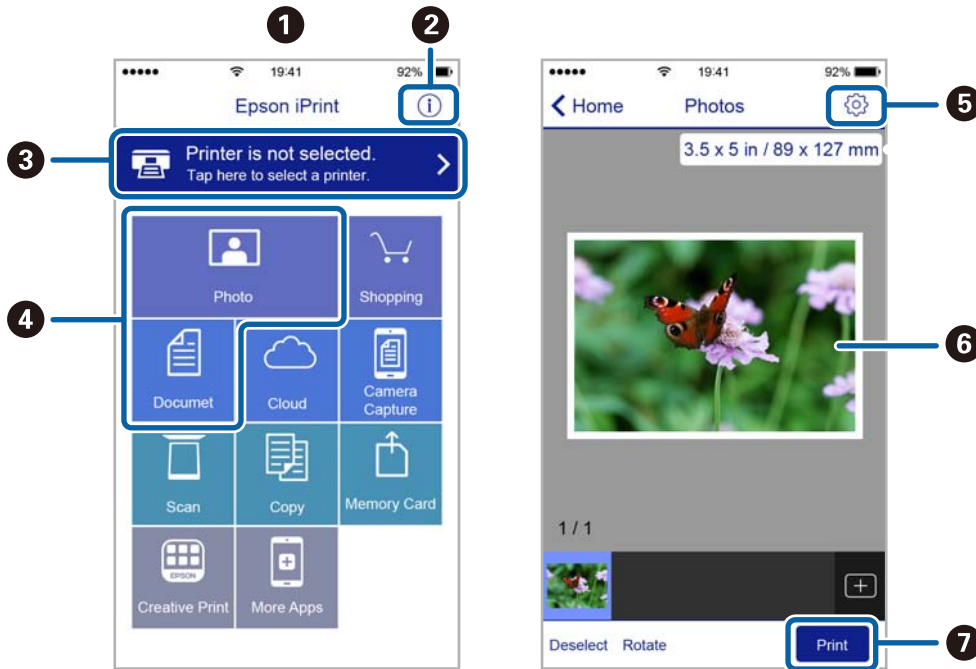 1
2
19:41
92%
Epson iPrint
3
Printer is not selected.
Tap here to select a printer.
4
Photo
Shopping
Documet
Cloud
Camera
Capture
Scan
Copy
Memory Card
EPSON
Creative Print
More Apps
19:41
92%
Home
Photos
5
3.5 x 5 in / 89 x 127 mm
6
1 / 1
Deselect
Rotate
Print
7